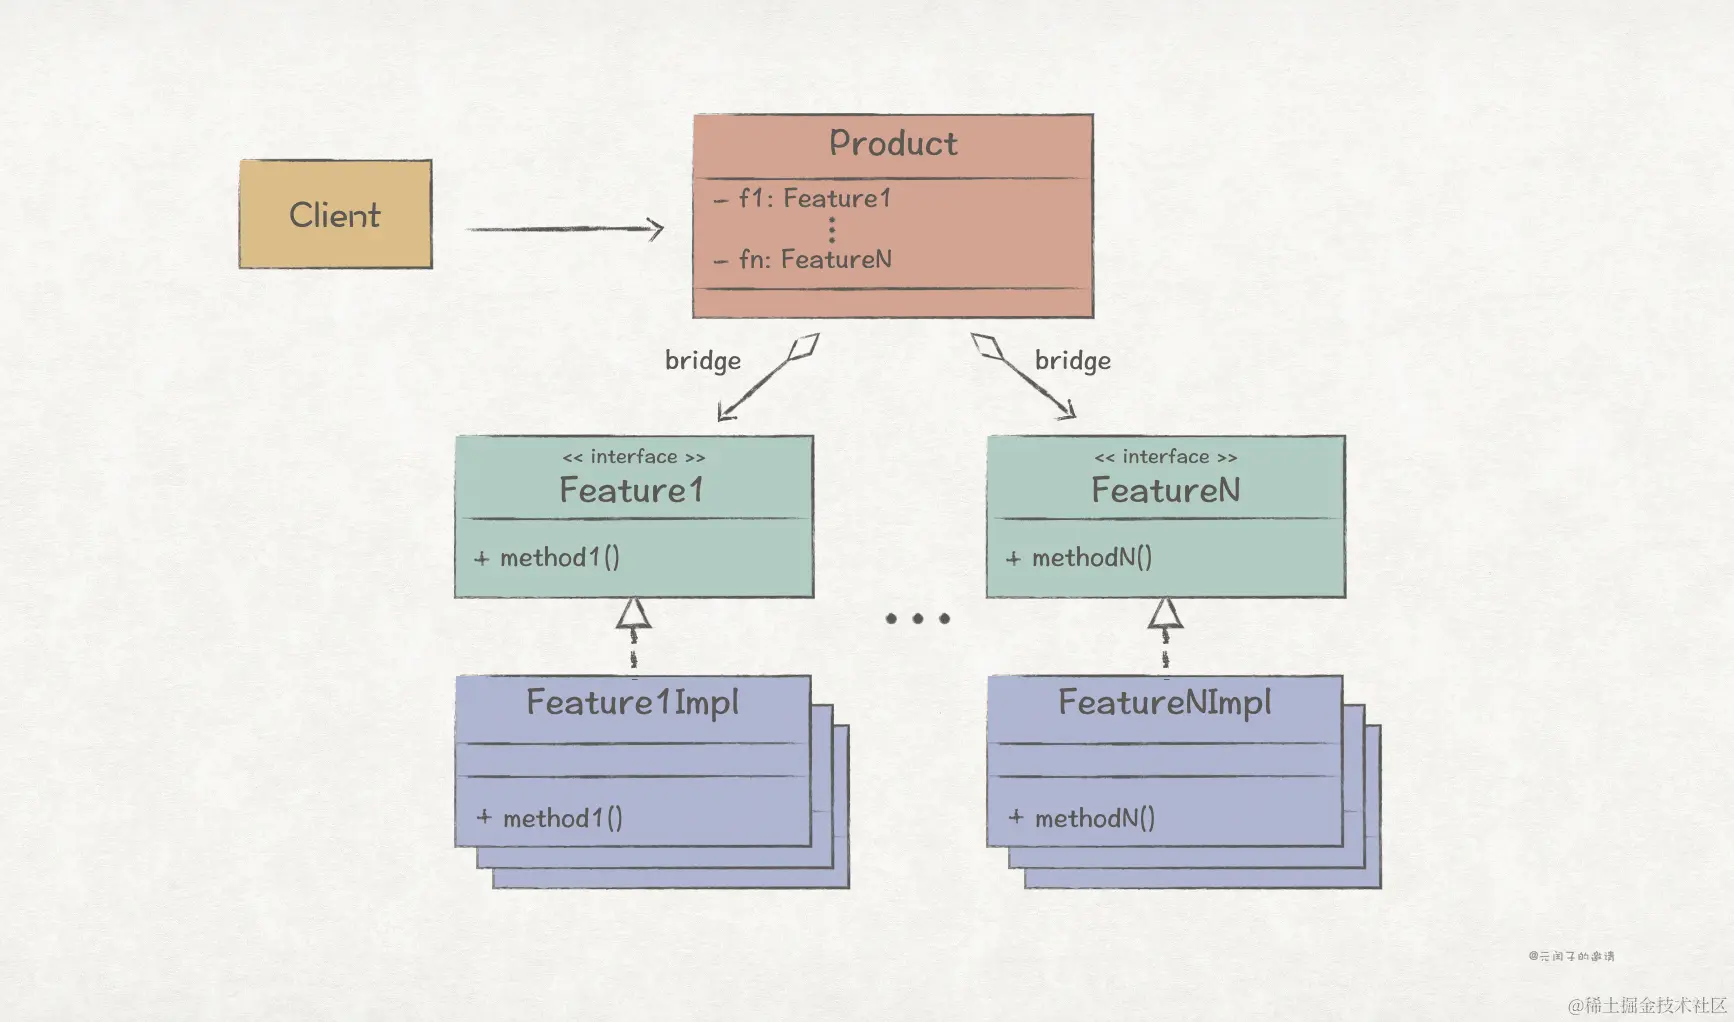 Client
Product
- f1: Feature1
- fn: FeatureN
bridge
bridge
<< interface >>
Feature1
+ method1()
<< interface >>
FeatureN
+ methodN()
Feature1Impl
+ method1()
FeatureNImpl
+ methodN()
@元闰子的邀请
@稀土掘金技术社区